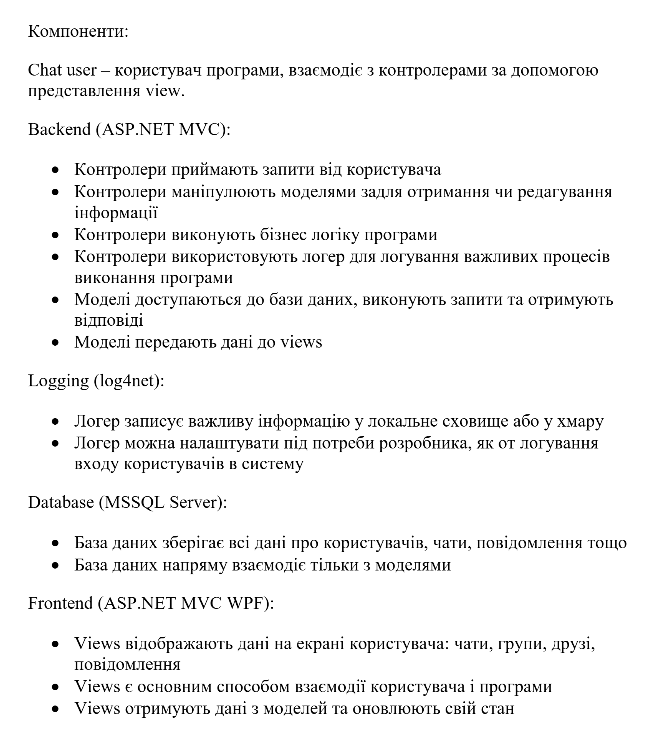 Компоненти:
Chat user – користувач програми, взаємодіє з контролерами за допомогою
представлення view.
Backend (ASP.NET MVC):
• Контролери приймають запити від користувача
• Контролери маніпулюють моделями задля отримання чи редагування
інформації
• Контролери виконують бізнес логіку програми
• Контролери використовують логер для логування важливих процесів
виконання програми
• Моделі доступаються до бази даних, виконують запити та отримують
відповіді
• Моделі передають дані до views
Logging (log4net):
• Логер записує важливу інформацію у локальне сховище або у хмару
• Логер можна налаштувати під потреби розробника, як от логування
входу користувачів в систему
Database (MSSQL Server):
• База даних зберігає всі дані про користувачів, чати, повідомлення тощо
• База даних напряму взаємодіє тільки з моделями
Frontend (ASP.NET MVC WPF):
• Views відображають дані на екрані користувача: чати, групи, друзі,
повідомлення
• Views є основним способом взаємодії користувача і програми
• Views отримують дані з моделей та оновлюють свій стан